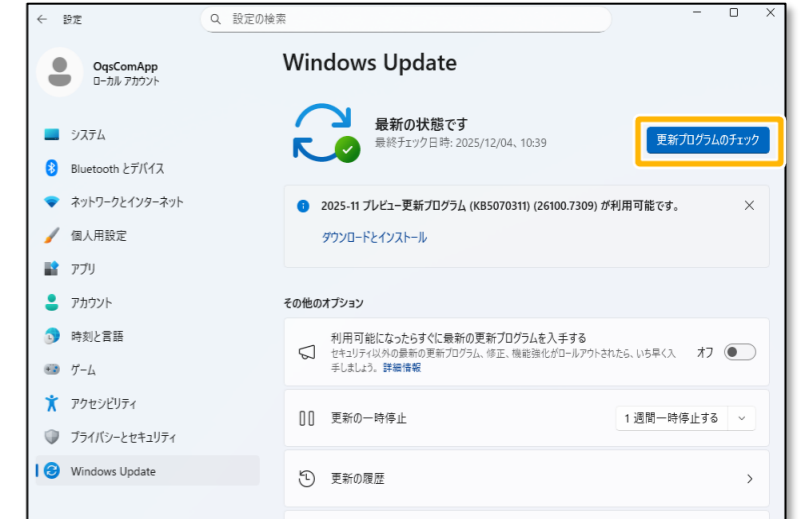 設定
設定の検索
OqsComApp
ローカル アカウント
システム
Bluetooth とデバイス
ネットワークとインターネット
個人用設定
アプリ
アカウント
時刻と言語
ゲーム
アクセシビリティ
プライバシーとセキュリティ
Windows Update
Windows Update
最新の状態です
最終チェック日時: 2025/12/04、10:39
更新プログラムのチェック
2025-11 プレビュー更新プログラム (KB5070311) (26100.7309) が利用可能です。
ダウンロードとインストール
その他のオプション
利用可能になったらすぐに最新の更新プログラムを入手する
セキュリティ以外の最新の更新プログラム、修正、機能強化がロールアウトされたら、いち早く入
手しましょう。詳細情報
オフ
更新の一時停止
1 週間一時停止する
更新の履歴